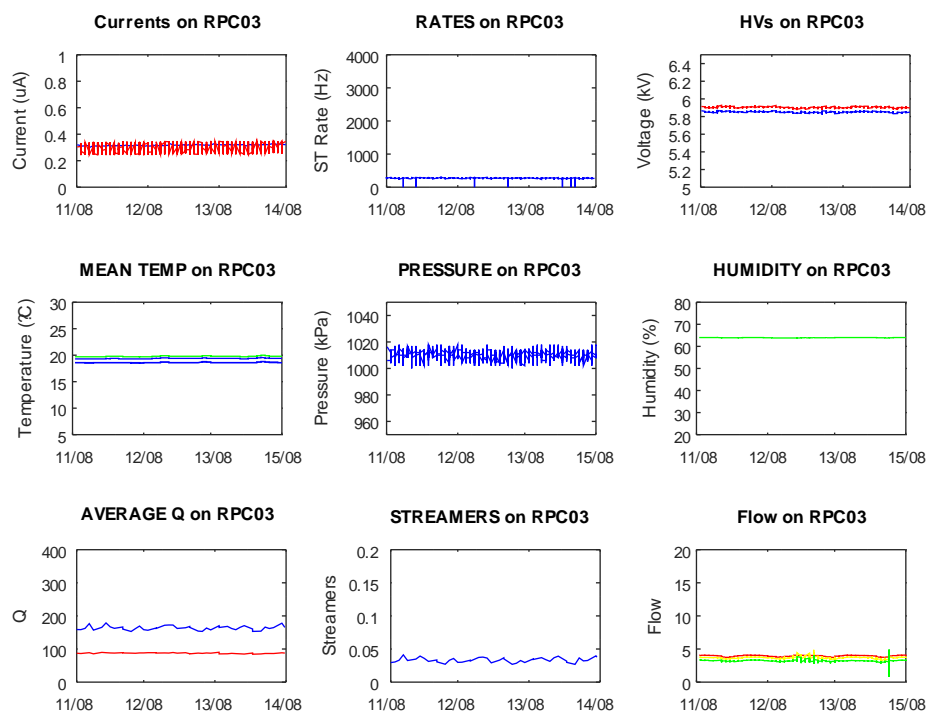 Currents on RPC03
RATES on RPC03
HVs on RPC03
Current (uA)
1
0.8
0.6
0.4
0.2
0
11/08 12/08 13/08 14/08
ST Rate (Hz)
4000
3000
2000
1000
0
11/08 12/08 13/08 14/08
Voltage (kV)
6.4
6.2
6
5.8
5.6
5.4
5.2
5
11/08 12/08 13/08 14/08
MEAN TEMP on RPC03
PRESSURE on RPC03
HUMIDITY on RPC03
Temperature (?C)
30
25
20
15
10
5
11/08 12/08 13/08 14/08
Pressure (kPa)
1040
1020
1000
980
960
11/08 12/08 13/08 15/08
Humidity (%)
80
70
60
50
40
30
20
11/08 12/08 13/08 15/08
AVERAGE Q on RPC03
STREAMERS on RPC03
Flow on RPC03
Q
400
300
200
100
0
11/08 12/08 13/08 14/08
Streamers
0.2
0.15
0.1
0.05
0
11/08 12/08 13/08 14/08
Flow
20
15
10
5
0
11/08 12/08 13/08 15/08